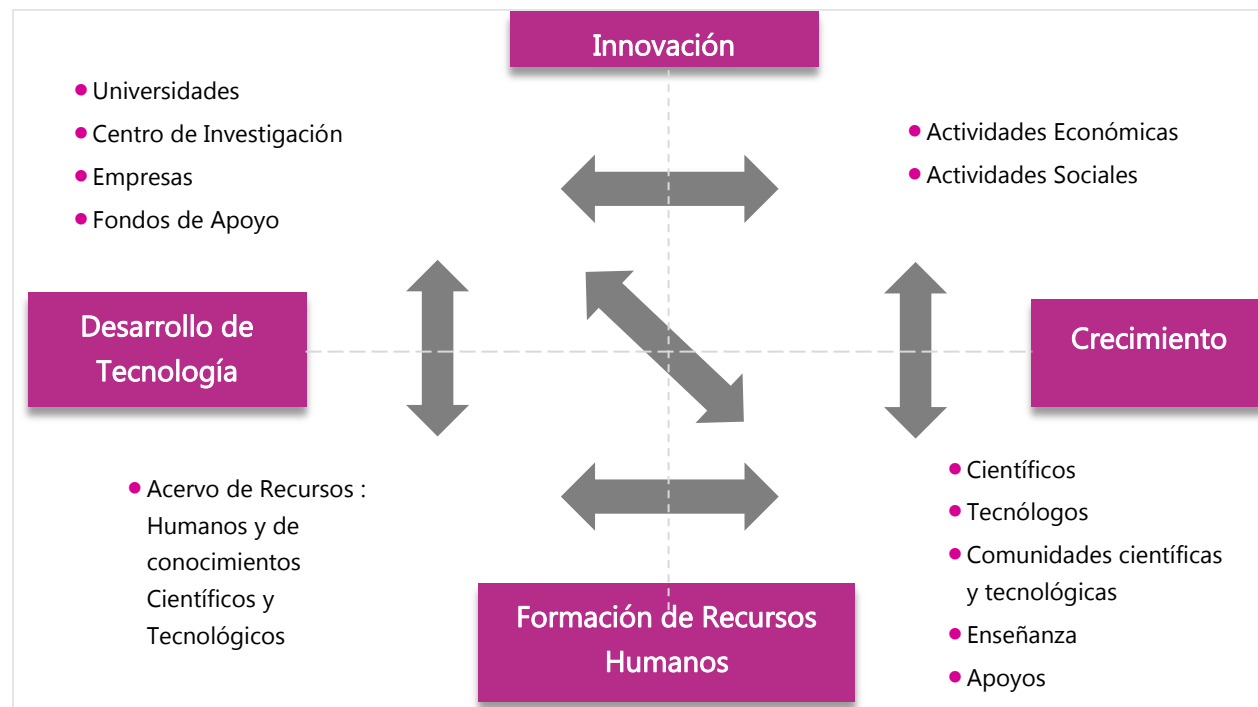 Innovación
Universidades
Centro de Investigación
Empresas
Fondos de Apoyo
Actividades Económicas
Actividades Sociales
Desarrollo de
Tecnología
Crecimiento
Acervo de Recursos :
Humanos y de
conocimientos
Científicos y
Tecnológicos
Formación de Recursos
Humanos
Científicos
Tecnólogos
Comunidades científicas
y tecnológicas
Enseñanza
Apoyos